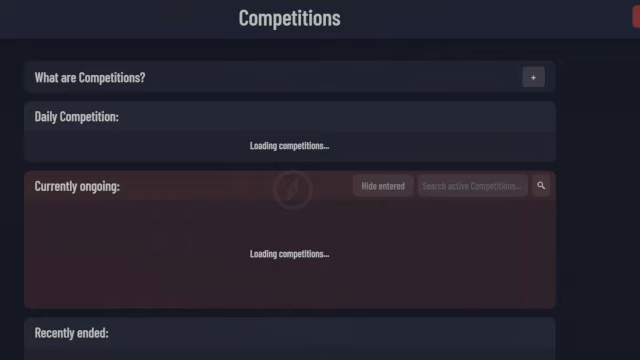 Competitions
What are Competitions?
+
Daily Competition:
Loading competitions...
Currently ongoing:
Hide entered
Search active Competitions...
Loading competitions...
Recently ended: